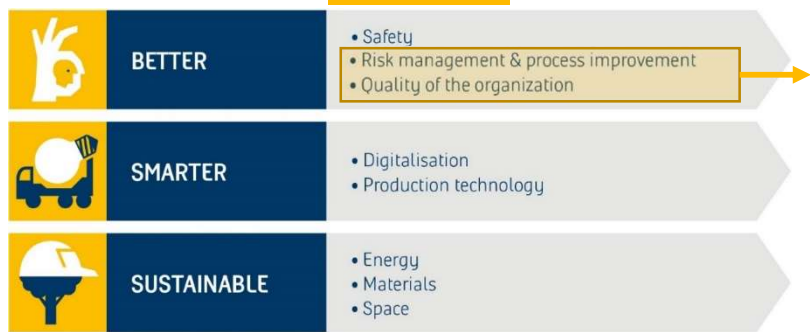 BETTER
• Safety
• Risk management & process improvement
• Quality of the organization
SMARTER
• Digitalisation
• Production technology
SUSTAINABLE
• Energy
• Materials
• Space